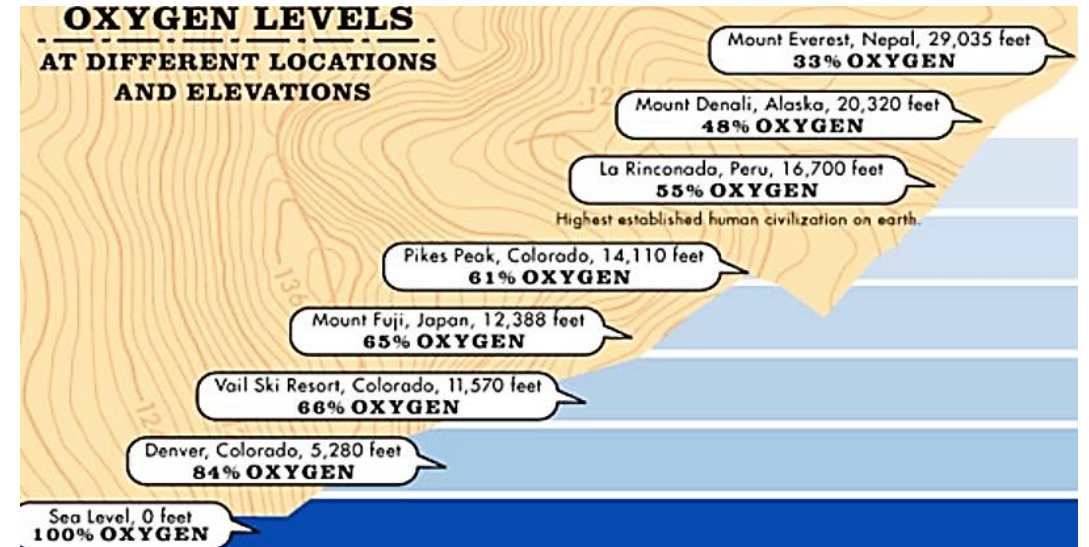 OXYGEN LEVELS
AT DIFFERENT LOCATIONS
AND ELEVATIONS
Mount Everest, Nepal, 29,035 feet
33% OXYGEN
Mount Denali, Alaska, 20,320 feet
48% OXYGEN
La Rinconada, Peru, 16,700 feet
55% OXYGEN
Highest established human civilization on earth.
Pikes Peak, Colorado, 14,110 feet
61% OXYGEN
Mount Fuji, Japan, 12,388 feet
65% OXYGEN
Vail Ski Resort, Colorado, 11,570 feet
66% OXYGEN
Denver, Colorado, 5,280 feet
84% OXYGEN
Sea Level, 0 feet
100% OXYGEN